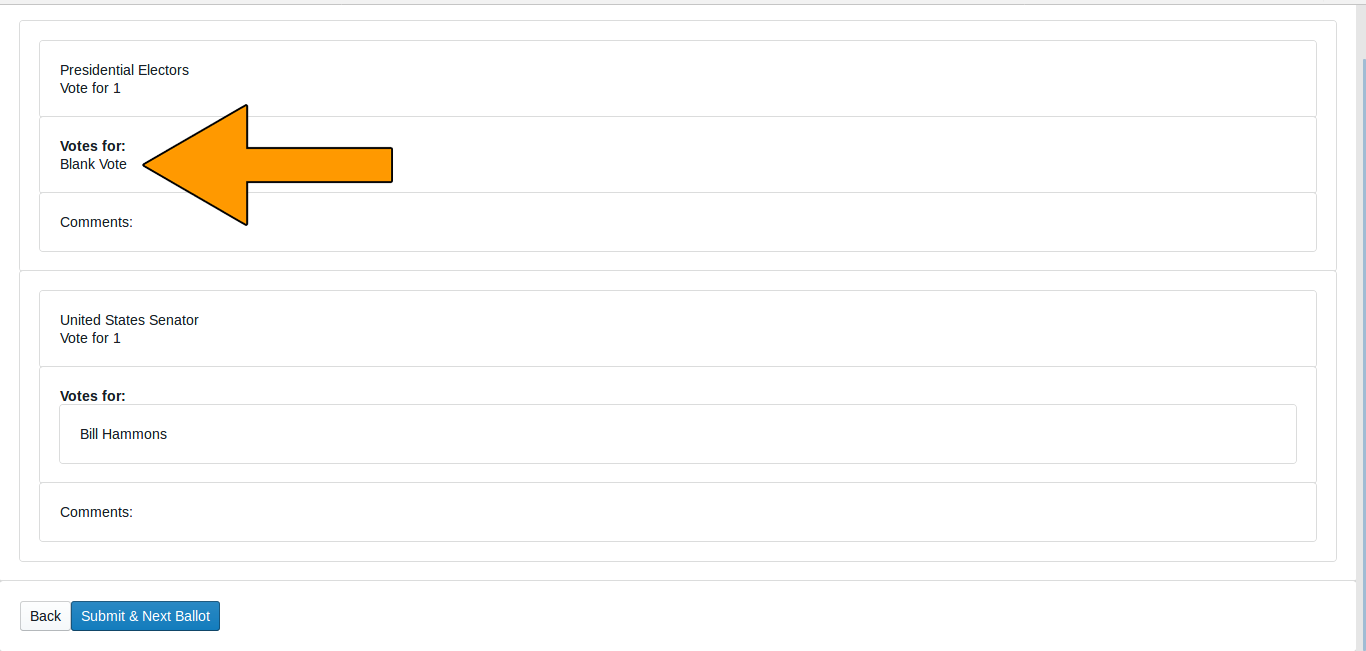 Presidential Electors
Vote for 1
Votes for:
Blank Vote
Comments:
United States Senator
Vote for 1
Votes for:
Bill Hammons
Comments:
Back
Submit & Next Ballot